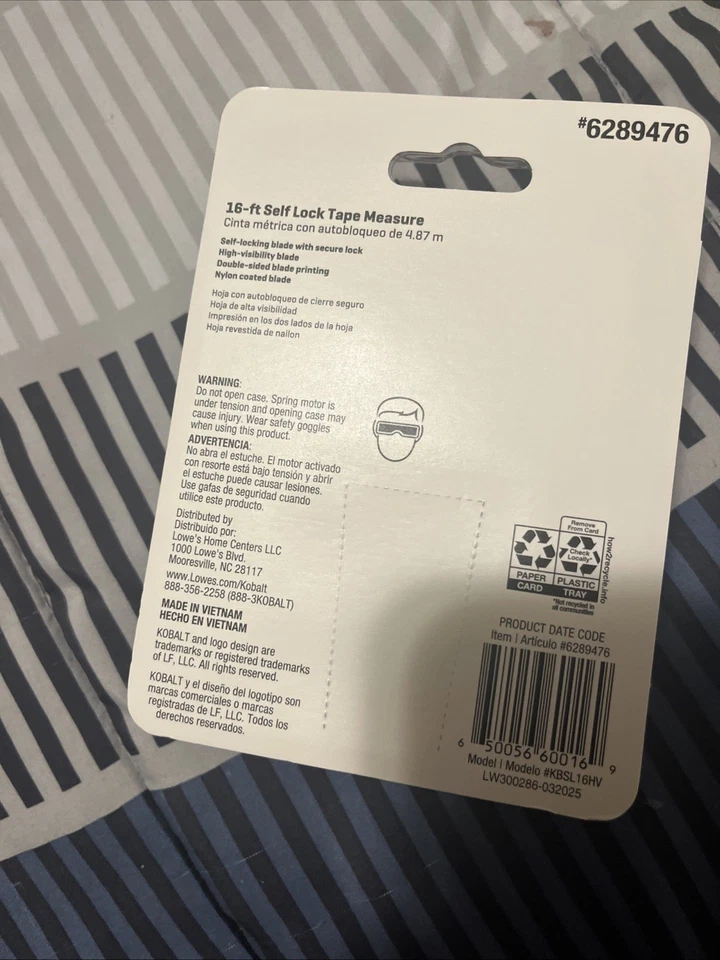 #6289476
16-ft Self Lock Tape Measure
Cinta métrica con autobloqueo de 4.87 m
Self-locking blade with secure lock
High-visibility blade
Double-sided blade printing
Nylon coated blade
Hoja con autobloqueo de cierre seguro
Hoja de alta visibilidad
Impresión en los dos lados de la hoja
Hoja revestida de nailon
WARNING:
Do not open case. Spring motor is
under tension and opening case may
cause injury. Wear safety goggles
when using this product.
ADVERTENCIA:
No abra el estuche. El motor activado
con resorte está bajo tensión y abrir
el estuche puede causar lesiones.
Use gafas de seguridad cuando
utilice este producto.
Distributed by
Distribuido por:
Lowe's Home Centers LLC
1000 Lowe's Blvd.
Mooresville, NC 28117
www.Lowes.com/Kobalt
888-356-2258 (888-3KOBALT)
MADE IN VIETNAM
HECHO EN VIETNAM
KOBALT and logo design are
trademarks or registered trademarks
of LF, LLC. All rights reserved.
KOBALT y el diseño del logotipo son
marcas comerciales o marcas
registradas de LF, LLC. Todos los
derechos reservados.
Remove
From Card
Check
Locally*
PAPER
CARD
PLASTIC
TRAY
*Not recycled in
all communities
how2recycle.info
PRODUCT DATE CODE
Item | Artículo #6289476
6 50056 60016 9
Model | Modelo #KBSL16HV
LW300286-032025